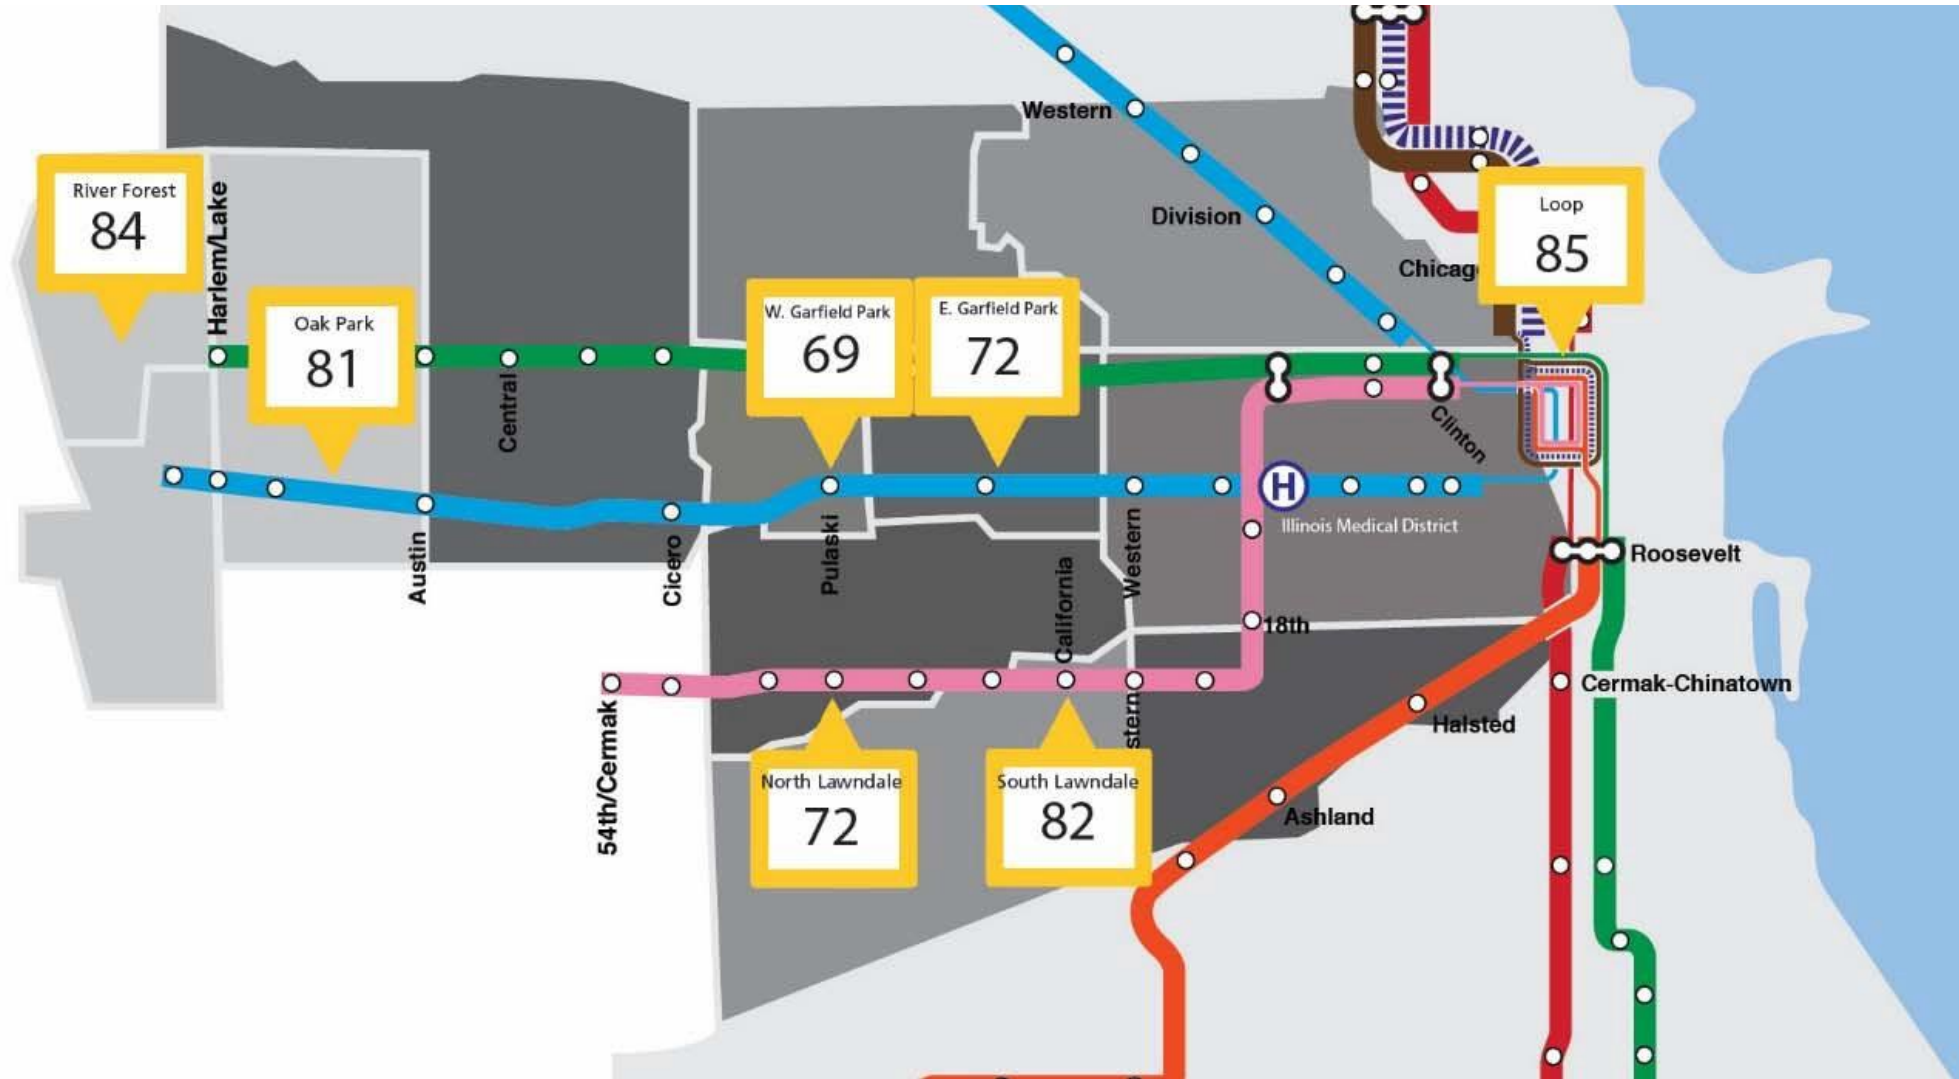 Western
River Forest
84
Harlem/Lake
Division
Loop
85
Chicag
Oak Park
81
W. Garfield Park
69
E. Garfield Park
72
Central
Clinton
H
Illinois Medical District
Austin
Cicero
Pulaski
California
Western
Roosevelt
18th
54th/Cermak
stern
Cermak-Chinatown
Halsted
North Lawndale
72
South Lawndale
82
Ashland